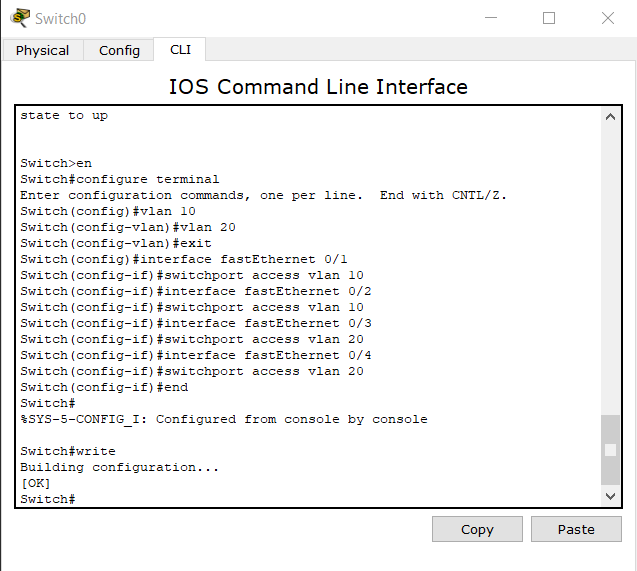 Switch0
Physical Config CLI
IOS Command Line Interface
state to up
Switch>en
Switch#configure terminal
Enter configuration commands, one per line.  End with CNTL/Z.
Switch(config)#vlan 10
Switch(config-vlan)#vlan 20
Switch(config-vlan)#exit
Switch(config)#interface fastEthernet 0/1
Switch(config-if)#switchport access vlan 10
Switch(config-if)#interface fastEthernet 0/2
Switch(config-if)#switchport access vlan 10
Switch(config-if)#interface fastEthernet 0/3
Switch(config-if)#switchport access vlan 20
Switch(config-if)#interface fastEthernet 0/4
Switch(config-if)#switchport access vlan 20
Switch(config-if)#end
Switch#
%SYS-5-CONFIG_I: Configured from console by console
Switch#write
Building configuration...
[OK]
Switch#
Copy Paste